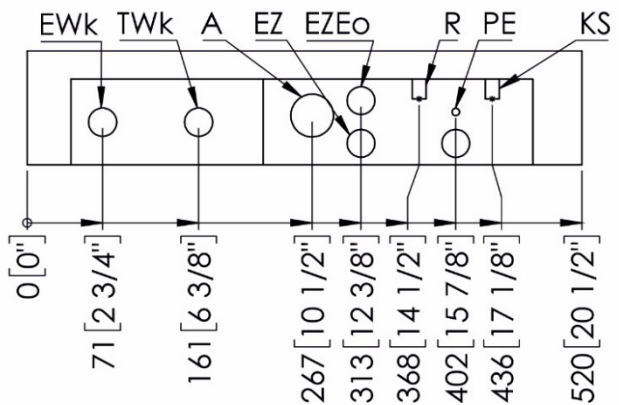 EWk TWk A EZ EZEo R PE KS
0 [0"]
71 [2 3/4"]
161 [6 3/8"]
267 [10 1/2"]
313 [12 3/8"]
368 [14 1/2"]
402 [15 7/8"]
436 [17 1/8"]
520 [20 1/2"]